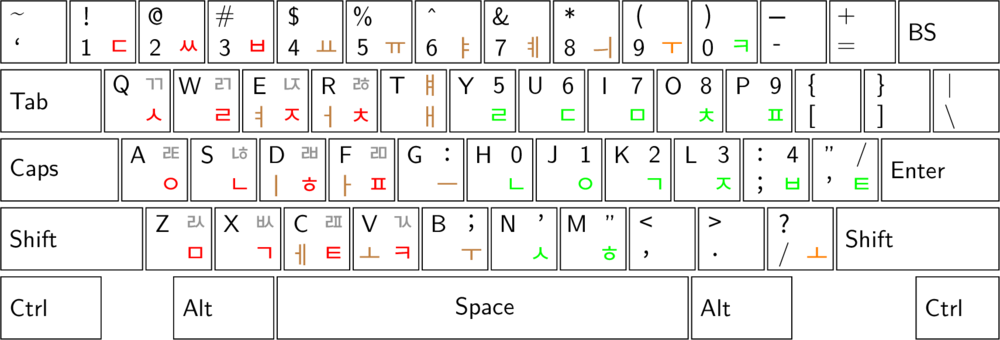 ~ ! @ # $ % ^ & * ( ) — + BS
` 1 ㄷ 2 ㅆ 3 ㅂ 4 ㅛ 5 ㅠ 6 ㅑ 7 ㅖ 8 ㅢ 9 ㅜ 0 ㅋ - =
Tab Q ㄲ W ㄺ E ㄵ R ㅀ T ㅒ Y 5 U 6 I 7 O 8 P 9 { } |
ㅅ ㄹ ㅕ ㅈ ㅓ ㅊ ㅐ ㄹ ㄷ ㅁ ㅊ ㅍ [ ] \
Caps A ㄾ S ㄶ D ㄼ F ㄻ G : H 0 J 1 K 2 L 3 : 4 " / Enter
ㅇ ㄴ ㅣ ㅎ ㅏ ㅍ ㅡ ㄴ ㅇ ㄱ ㅈ ; ㅂ ' ㅌ
Shift Z ㄽ X ㅄ C ㄿ V ㄳ B ; N ' M " < > ? Shift
ㅁ ㄱ ㅔ ㅌ ㅗ ㅋ ㅜ ㅅ ㅎ , . / ㅗ
Ctrl Alt Space Alt Ctrl